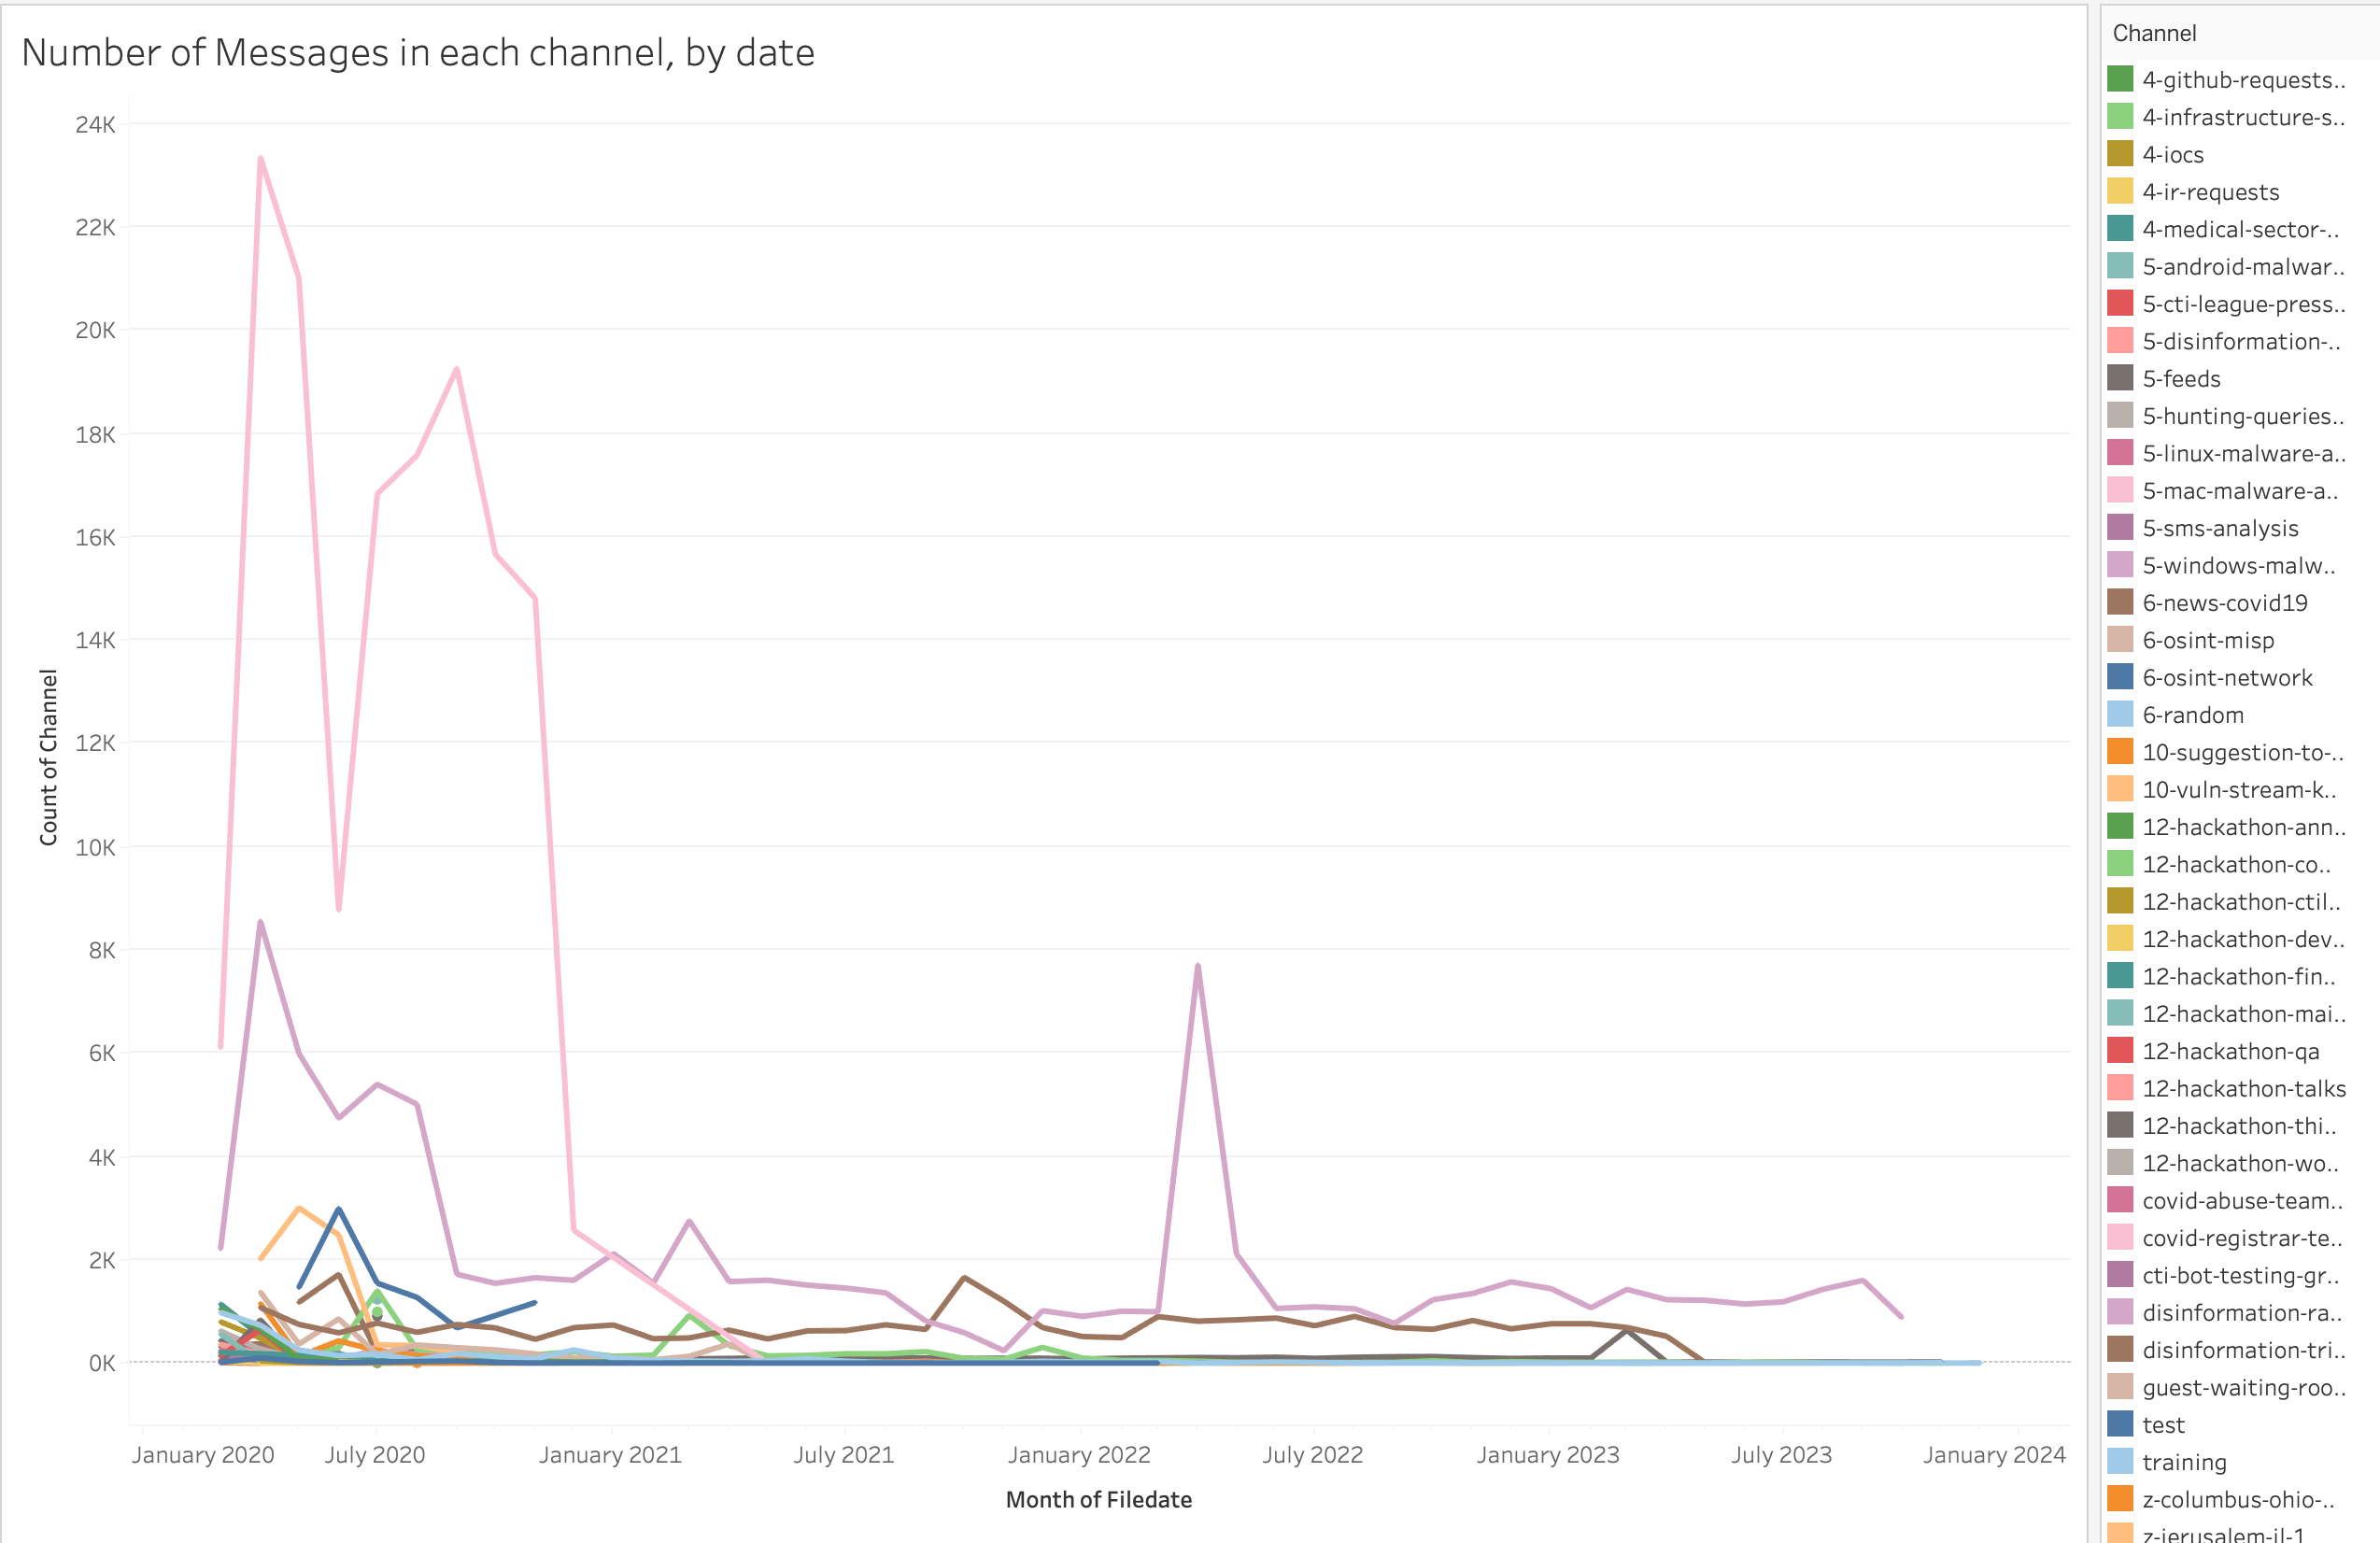 Number of Messages in each channel, by date
24K
22K
20K
18K
16K
14K
12K
10K
8K
6K
4K
2K
0K
Count of Channel
January 2020
July 2020
January 2021
July 2021
January 2022
July 2022
January 2023
July 2023
January 2024
Month of Filedate
Channel
4-github-requests..
4-infrastructure-s..
4-iocs
4-ir-requests
4-medical-sector-..
5-android-malwar..
5-cti-league-press..
5-disinformation-..
5-feeds
5-hunting-queries..
5-linux-malware-a..
5-mac-malware-a..
5-sms-analysis
5-windows-malw..
6-news-covid19
6-osint-misp
6-osint-network
6-random
10-suggestion-to-..
10-vuln-stream-k..
12-hackathon-ann..
12-hackathon-co..
12-hackathon-ctil..
12-hackathon-dev..
12-hackathon-fin..
12-hackathon-mai..
12-hackathon-qa
12-hackathon-talks
12-hackathon-thi..
12-hackathon-wo..
covid-abuse-team..
covid-registrar-te..
cti-bot-testing-gr..
disinformation-ra..
disinformation-tri..
guest-waiting-roo..
test
training
z-columbus-ohio-..
z-jerusalem-il-1